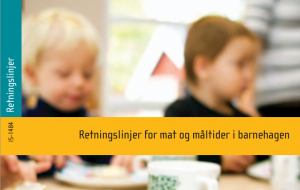 Retningslinjer
IS-1484
Retningslinjer for mat og måltider i barnehagen